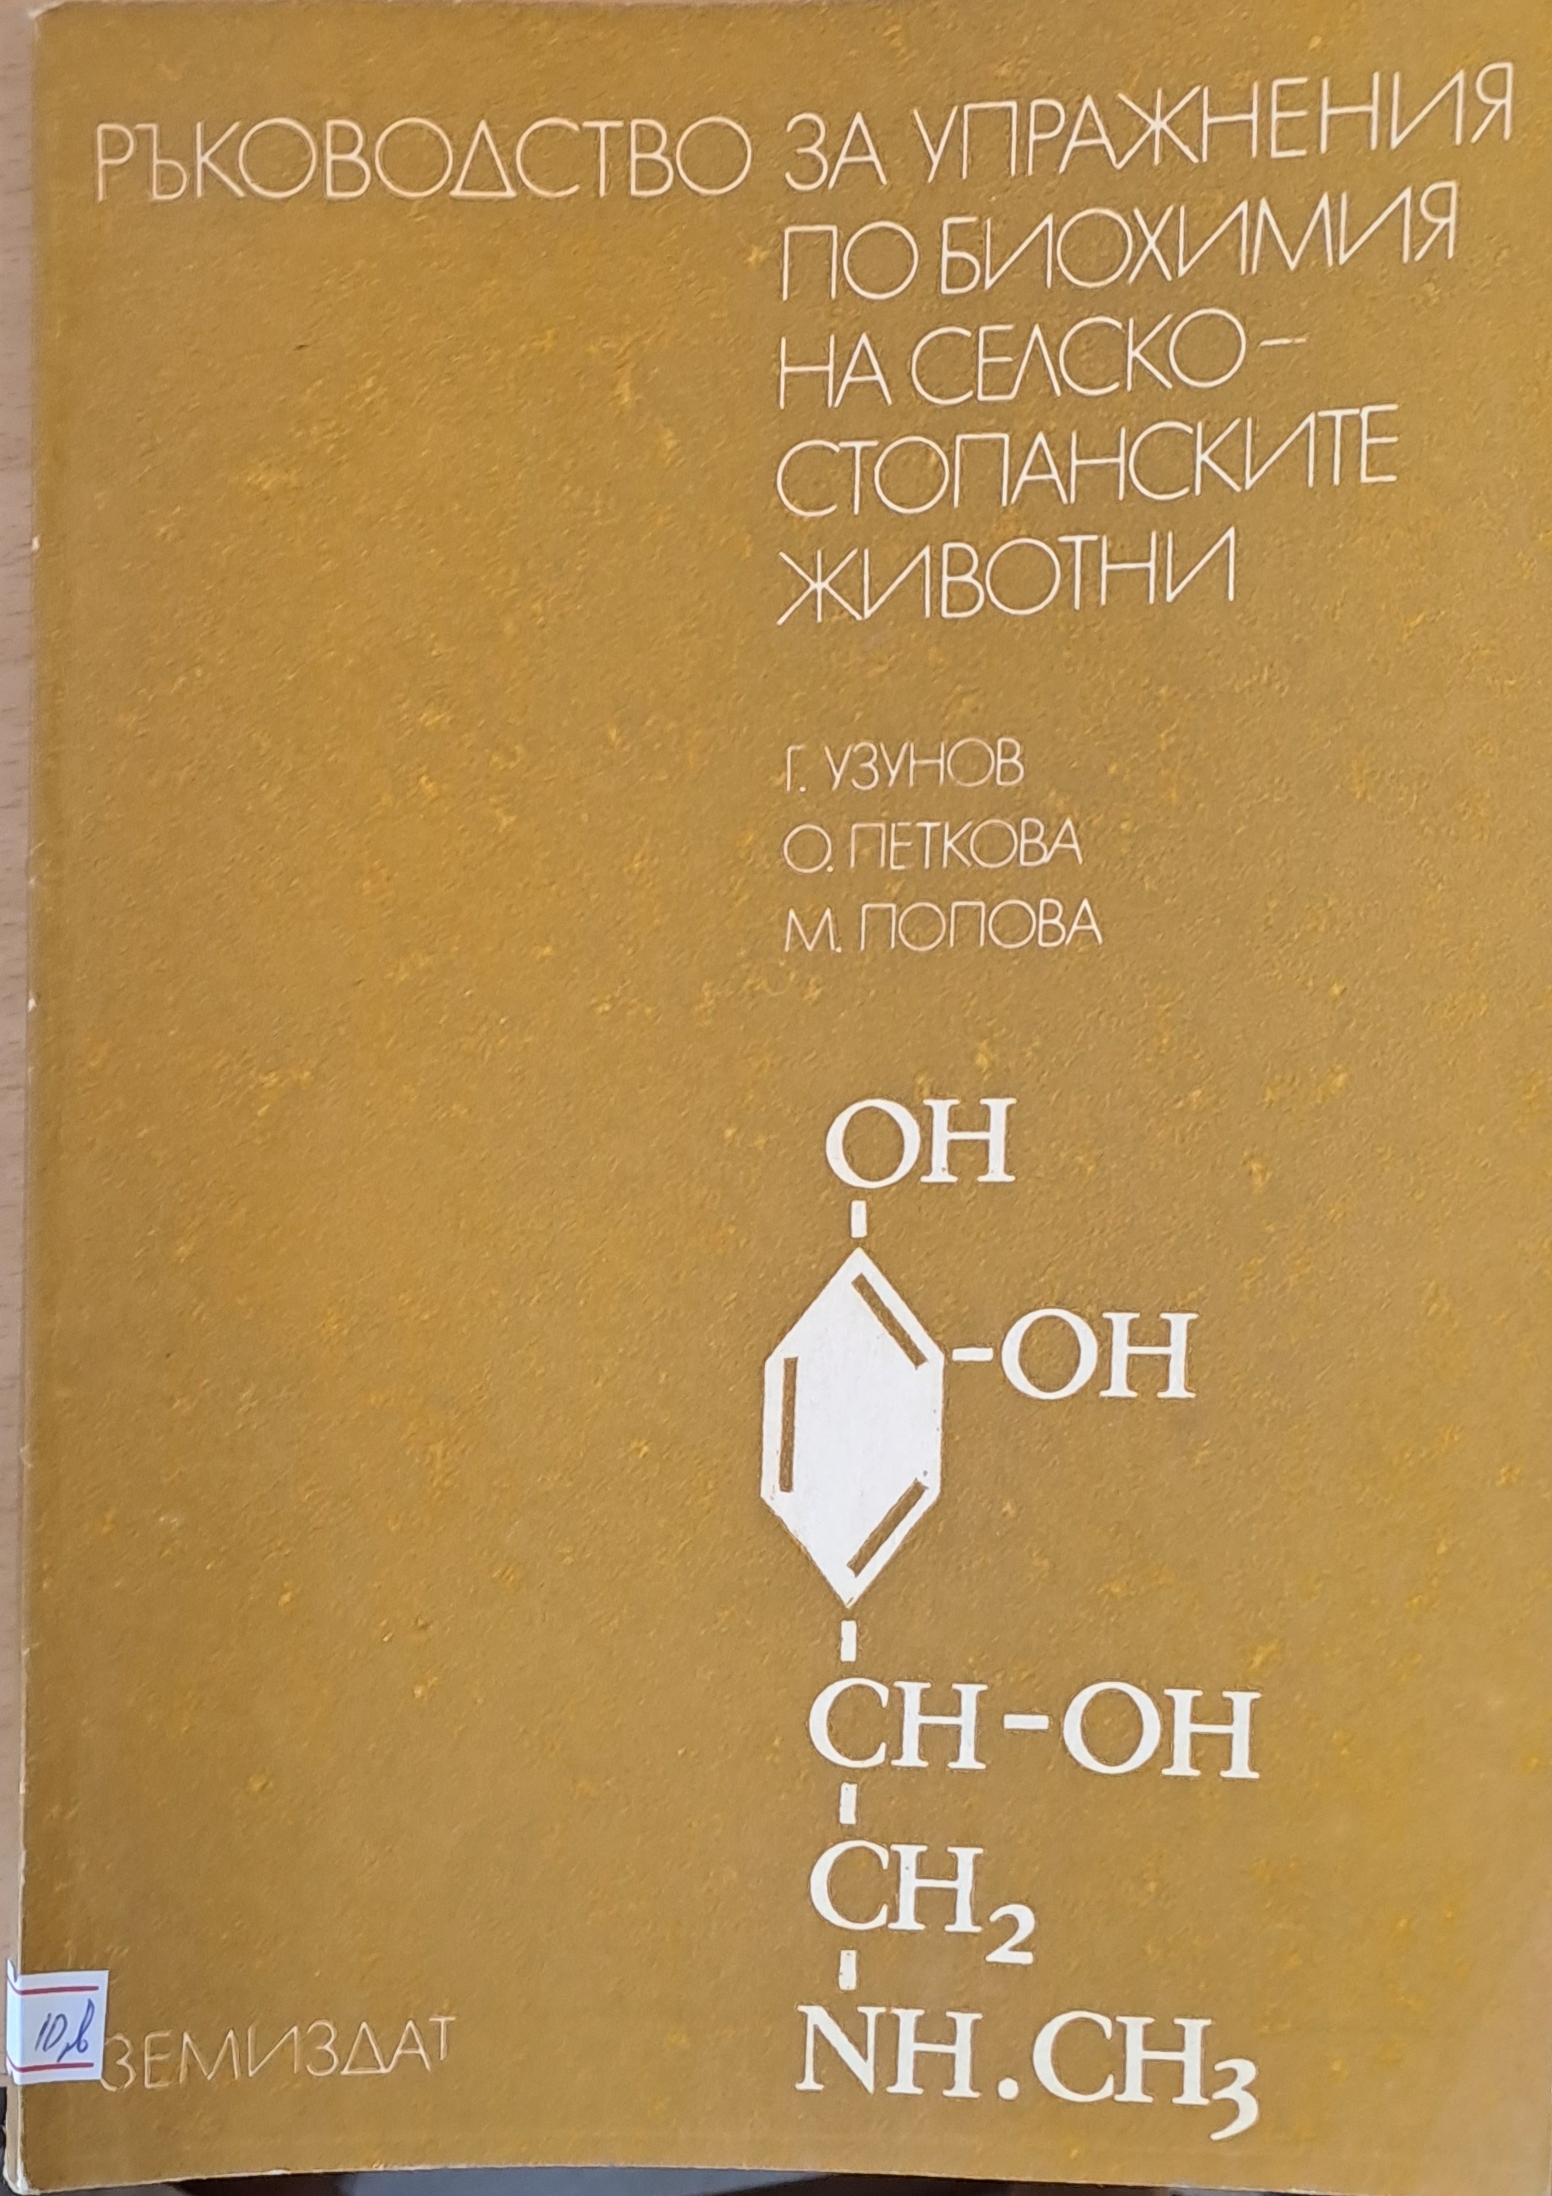 РЪКОВОДСТВО ЗА УПРАЖНЕНИЯ
ПО БИОХИМИЯ
НА СЕЛСКО-
СТОПАНСКИТЕ
ЖИВОТНИ
Г. УЗУНОВ
О. ПЕТКОВА
М. ПОПОВА
OH
-OH
CH-OH
CH2
NH.CH3
10лв
ЗЕМИЗДАТ